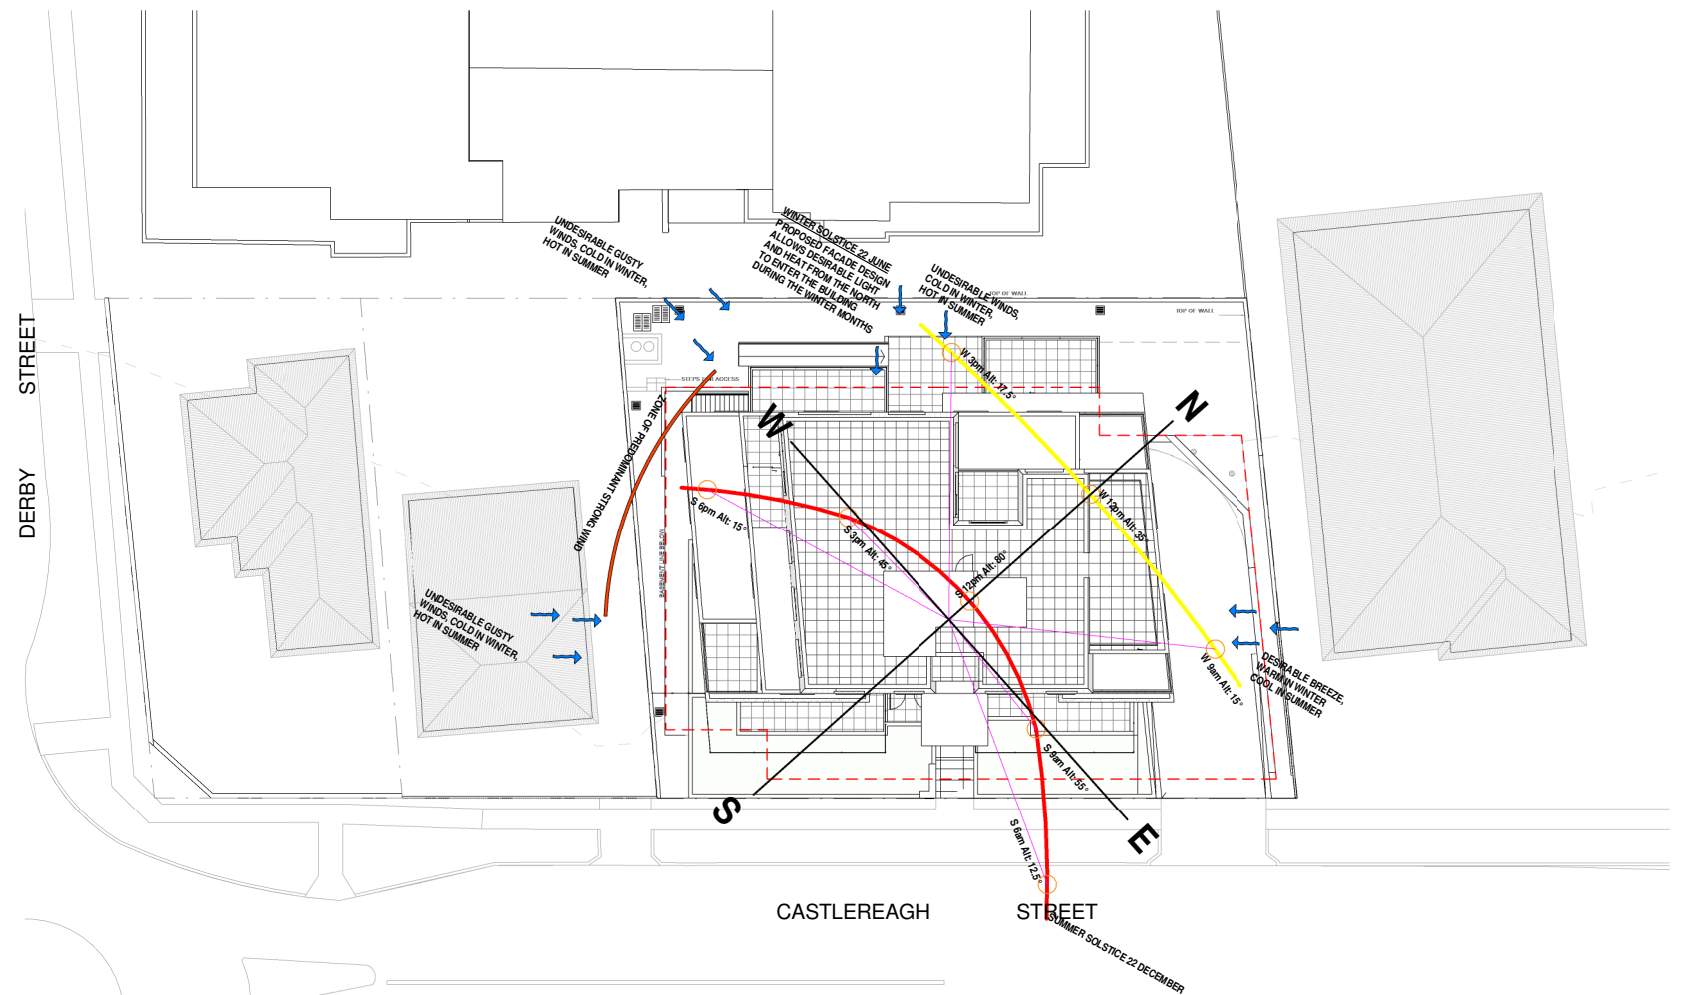 UNDESIRABLE GUSTY
WINDS, COLD IN WINTER,
HOT IN SUMMER
WINTER SOLSTICE 22 JUNE
PROPOSED FACADE DESIGN
ALLOWS DESIRABLE LIGHT
AND HEAT FROM THE NORTH
TO ENTER THE BUILDING
DURING THE WINTER MONTHS
UNDESIRABLE WINDS,
COLD IN WINTER,
HOT IN SUMMER
TOP OF WALL
TOP OF WALL
DERBY STREET
STEPS FOR ACCESS
ZONE OF PREDOMINANT STRONG WIND
W 3pm Alt: 17.5°
W
N
S 6pm Alt: 15°
S 3pm Alt: 45°
W 12pm Alt: 35°
BASEMENT LINE BELOW
S 12pm Alt: 80°
UNDESIRABLE GUSTY
WINDS, COLD IN WINTER,
HOT IN SUMMER
DESIRABLE BREEZE,
WARM IN WINTER
COOL IN SUMMER
W 9am Alt: 15°
S 9am Alt: 55°
S
E
S 6am Alt: 12.5°
CASTLEREAGH STREET
SUMMER SOLSTICE 22 DECEMBER